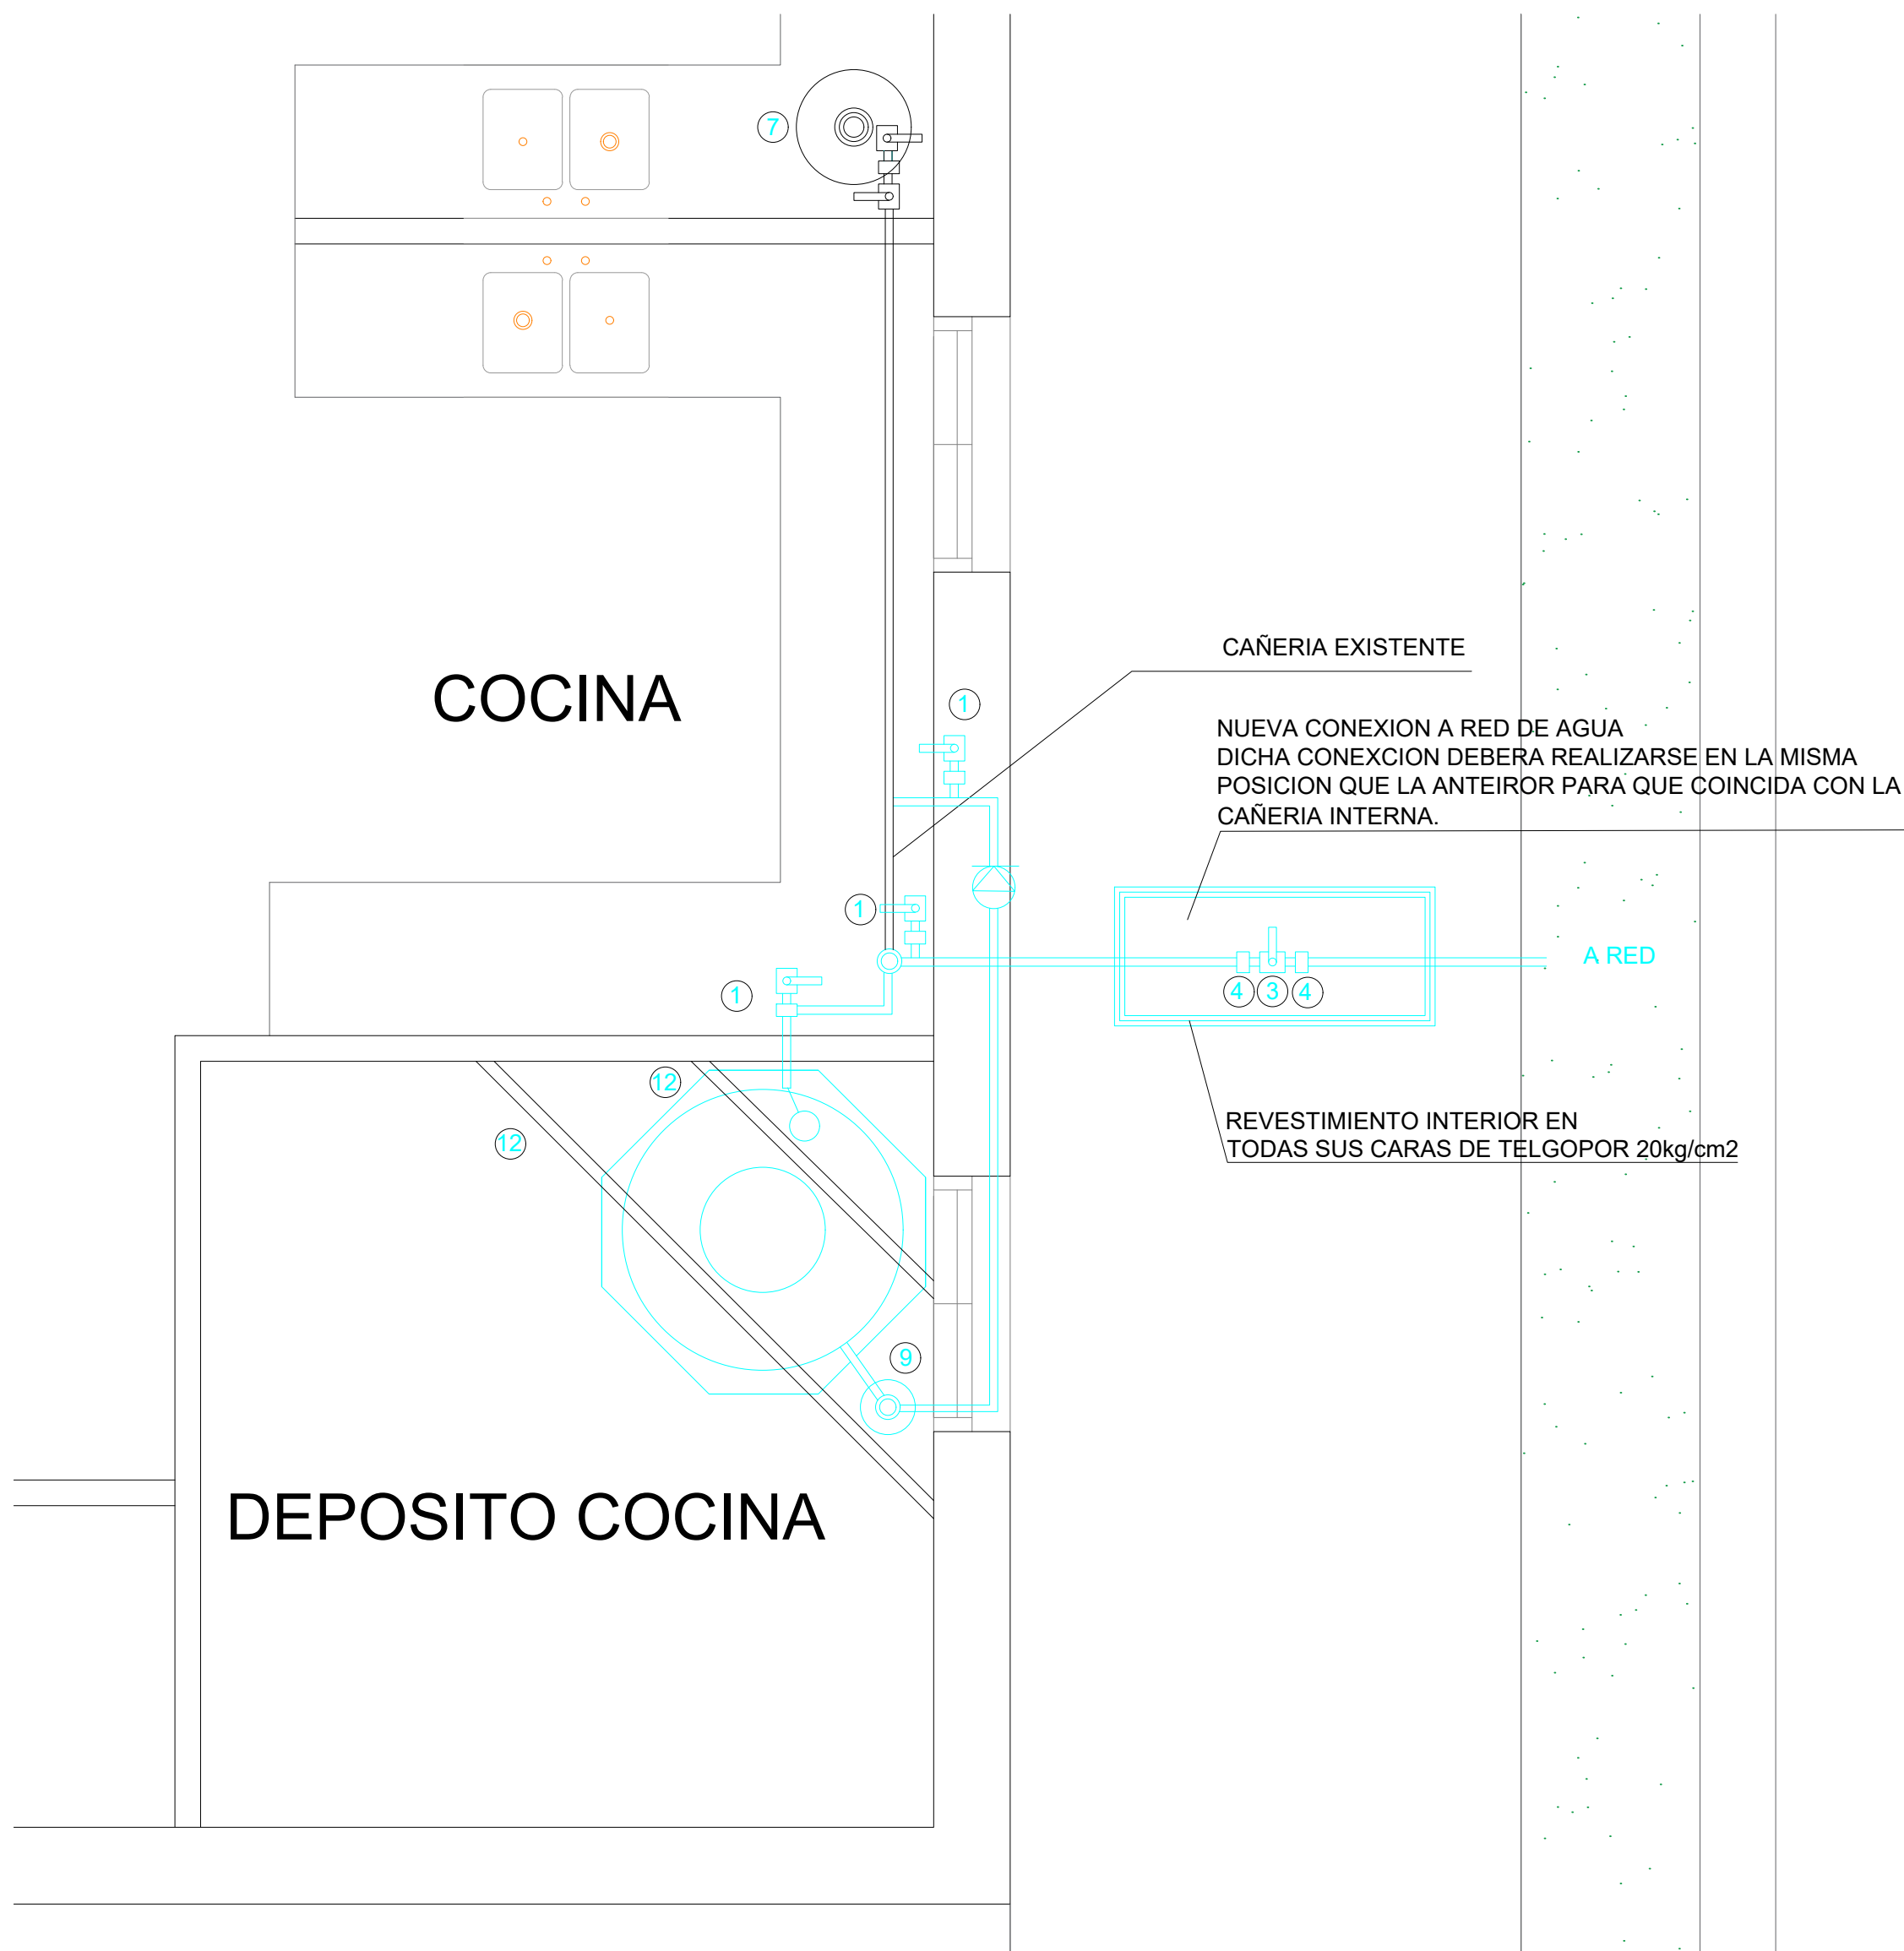 7
CAÑERIA EXISTENTE
COCINA
1
NUEVA CONEXION A RED DE AGUA
DICHA CONEXCION DEBERA REALIZARSE EN LA MISMA
POSICION QUE LA ANTEIROR PARA QUE COINCIDA CON LA
CAÑERIA INTERNA.
1
A RED
1
4 3 4
12
REVESTIMIENTO INTERIOR EN
TODAS SUS CARAS DE TELGOPOR 20kg/cm2
12
9
DEPOSITO COCINA